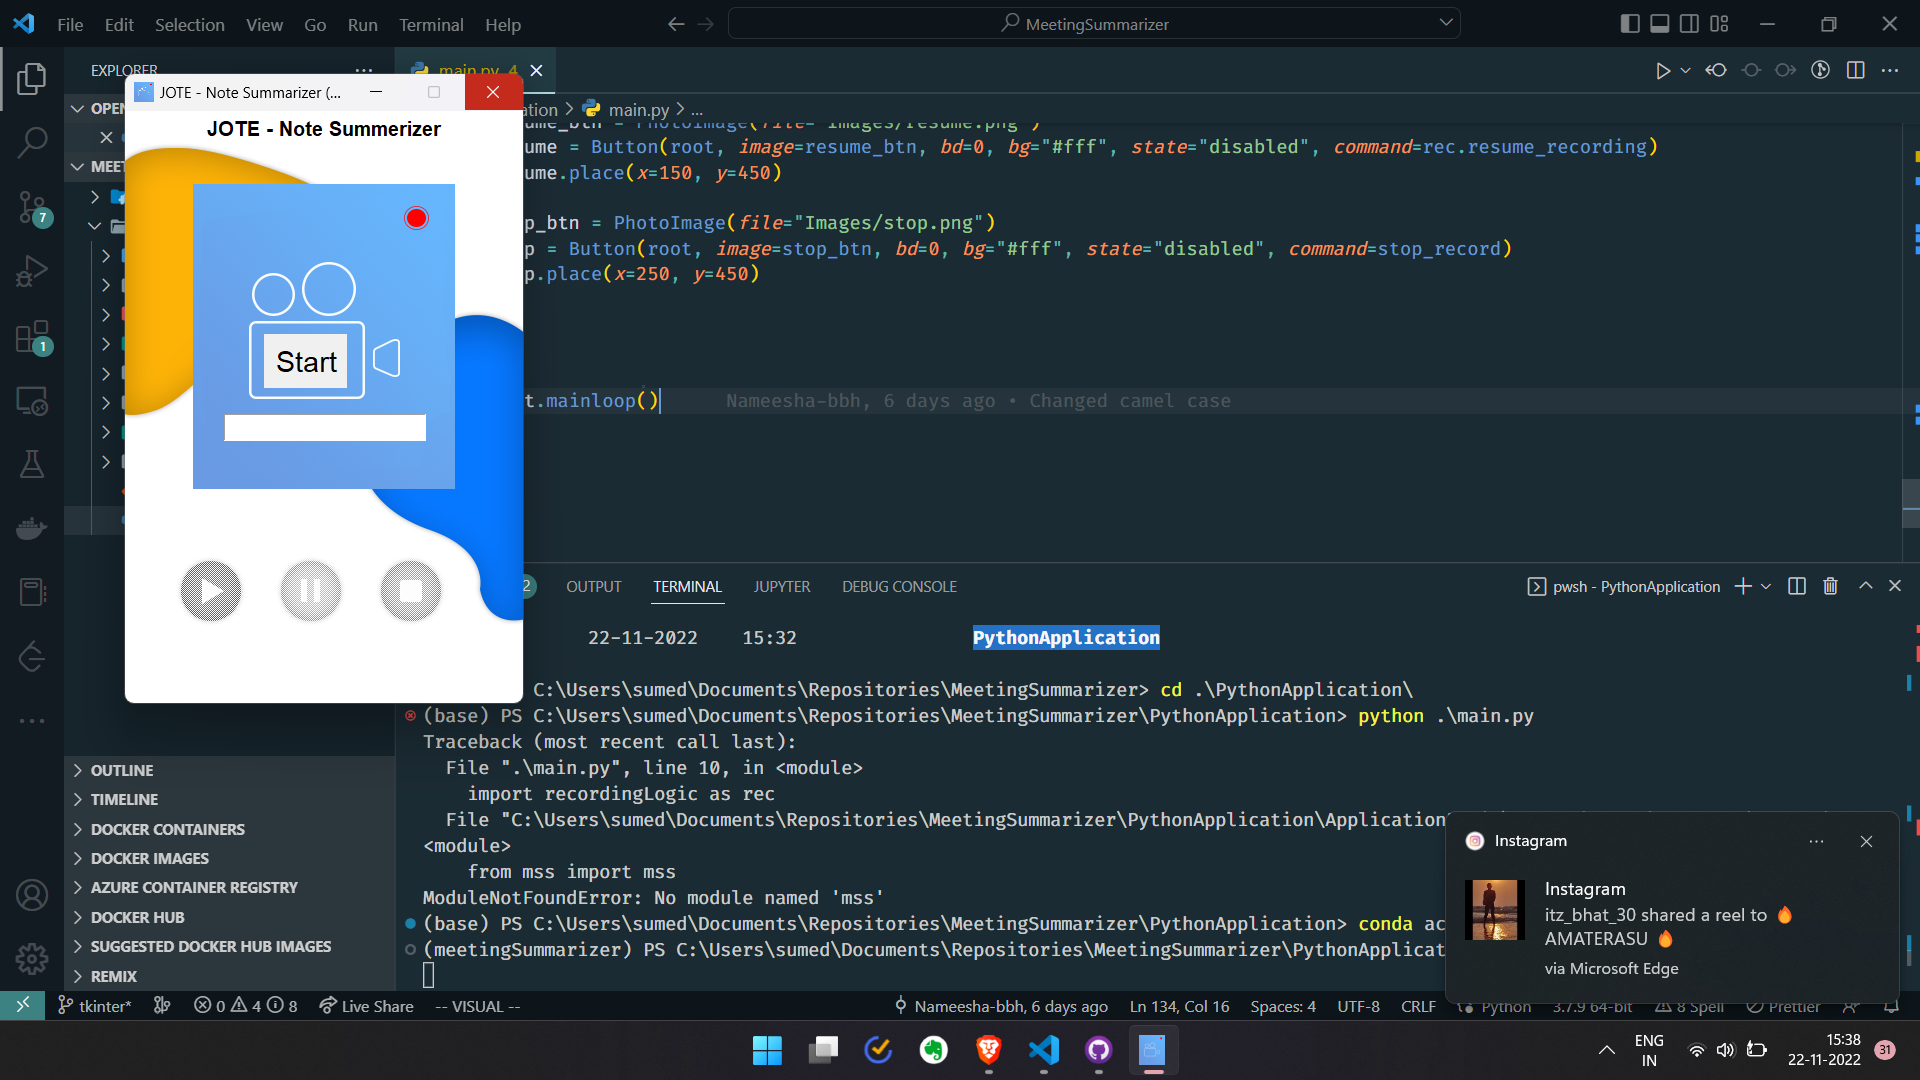 File Edit Selection View Go Run Terminal Help
MeetingSummarizer
EXPLORER
main.py 4
JOTE - Note Summarizer (...
JOTE - Note Summerizer
Start
OPEN
MEET
main.py > ...
ume = Button(root, image=resume_btn, bd=0, bg="#fff", state="disabled", command=rec.resume_recording)
ume.place(x=150, y=450)
p_btn = PhotoImage(file="Images/stop.png")
p = Button(root, image=stop_btn, bd=0, bg="#fff", state="disabled", command=stop_record)
p.place(x=250, y=450)
t.mainloop() Nameesha-bbh, 6 days ago • Changed camel case
7
1
OUTLINE
TIMELINE
DOCKER CONTAINERS
DOCKER IMAGES
AZURE CONTAINER REGISTRY
DOCKER HUB
SUGGESTED DOCKER HUB IMAGES
REMIX
2 OUTPUT TERMINAL JUPYTER DEBUG CONSOLE
pwsh - PythonApplication
22-11-2022 15:32 PythonApplication
C:\Users\sumed\Documents\Repositories\MeetingSummarizer> cd .\PythonApplication\
(base) PS C:\Users\sumed\Documents\Repositories\MeetingSummarizer\PythonApplication> python .\main.py
Traceback (most recent call last):
File ".\main.py", line 10, in <module>
import recordingLogic as rec
File "C:\Users\sumed\Documents\Repositories\MeetingSummarizer\PythonApplication\Application
<module>
from mss import mss
ModuleNotFoundError: No module named 'mss'
(base) PS C:\Users\sumed\Documents\Repositories\MeetingSummarizer\PythonApplication> conda ac
(meetingSummarizer) PS C:\Users\sumed\Documents\Repositories\MeetingSummarizer\PythonApplicat
Instagram
Instagram
itz_bhat_30 shared a reel to 🔥
AMATERASU 🔥
via Microsoft Edge
tkinter* 0 4 8 Live Share -- VISUAL --
Nameesha-bbh, 6 days ago Ln 134, Col 16 Spaces: 4 UTF-8 CRLF Python 3.7.9 64-bit 8 Spell Prettier
ENG
IN
15:38
22-11-2022
31